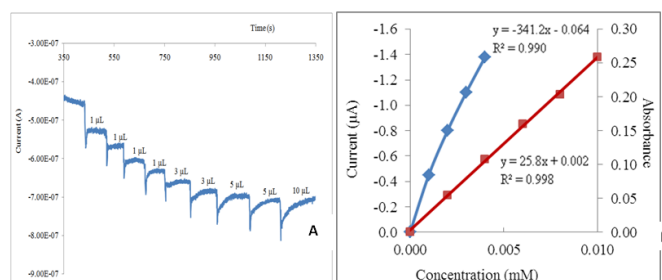 Time (s)
-3.00E-07
350 550 750 950 1150 1350
-4.00E-07
-5.00E-07
-6.00E-07
-7.00E-07
-8.00E-07
-9.00E-07
Current (A)
1 µL
1 µL
1 µL
1 µL
3 µL
3 µL
5 µL
5 µL
10 µL
A
-1.6
-1.4
-1.2
-1.0
-0.8
-0.6
-0.4
-0.2
0.0
Current (µA)
y = -341.2x - 0.064
R² = 0.990
y = 25.8x + 0.002
R² = 0.998
0.30
0.25
0.20
0.15
0.10
0.05
0.00
Absorbance
0.000 0.005 0.010
Concentration (mM)